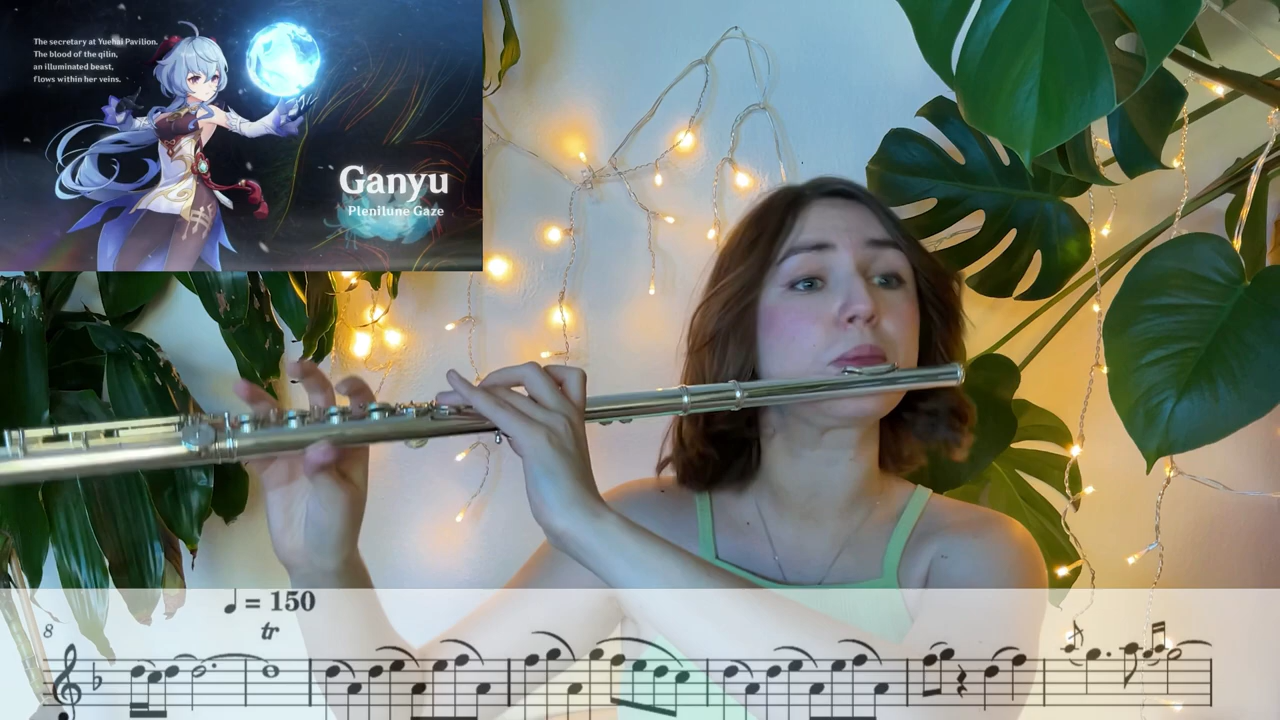 The secretary at Yuehai Pavilion.
The blood of the qilin,
an illuminated beast,
flows within her veins.
Ganyu
Plenilune Gaze
♩ = 150
8
tr